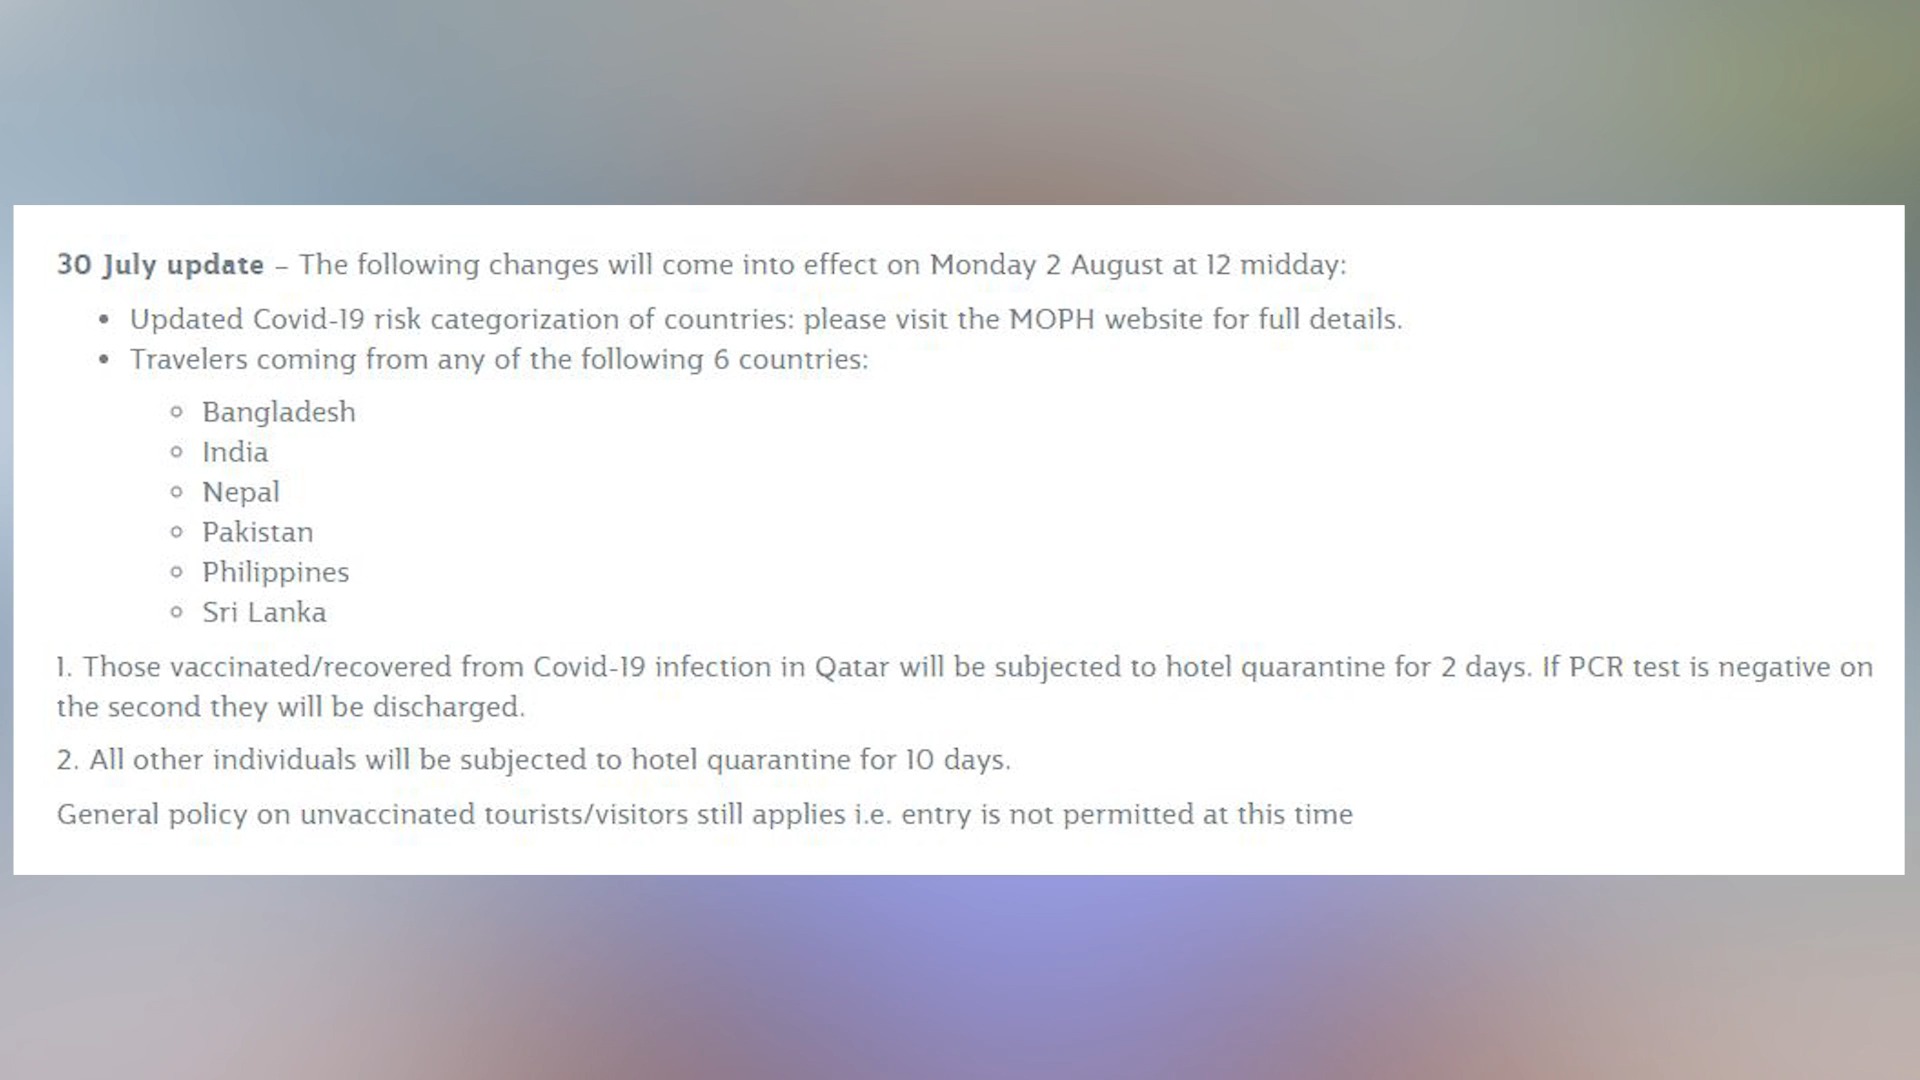 30 July update – The following changes will come into effect on Monday 2 August at 12 midday:
• Updated Covid-19 risk categorization of countries: please visit the MOPH website for full details.
• Travelers coming from any of the following 6 countries:
◦ Bangladesh
◦ India
◦ Nepal
◦ Pakistan
◦ Philippines
◦ Sri Lanka
1. Those vaccinated/recovered from Covid-19 infection in Qatar will be subjected to hotel quarantine for 2 days. If PCR test is negative on
the second they will be discharged.
2. All other individuals will be subjected to hotel quarantine for 10 days.
General policy on unvaccinated tourists/visitors still applies i.e. entry is not permitted at this time